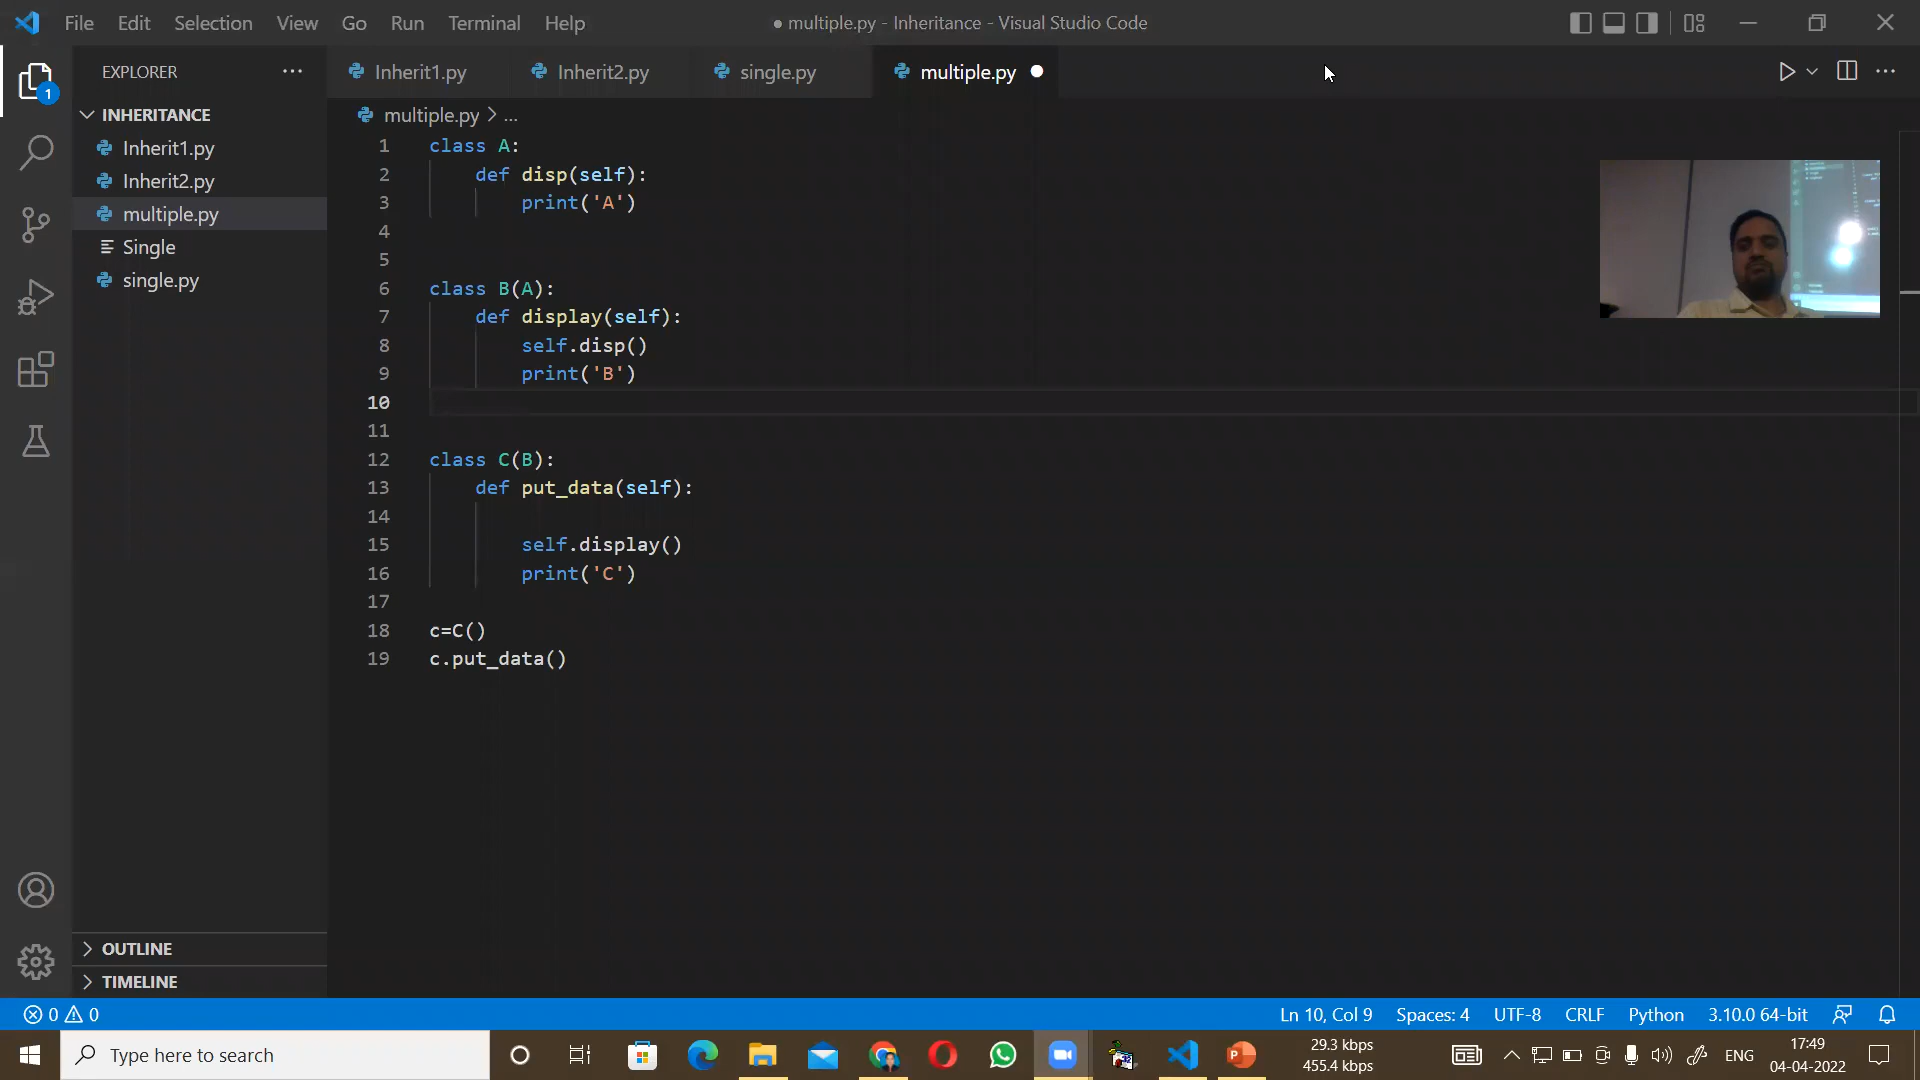 File Edit Selection View Go Run Terminal Help
● multiple.py - Inheritance - Visual Studio Code
EXPLORER
Inherit1.py Inherit2.py single.py multiple.py
INHERITANCE
Inherit1.py
Inherit2.py
multiple.py
Single
single.py
1
OUTLINE
TIMELINE
multiple.py > ...
1 class A:
2 def disp(self):
3 print('A')
4
5
6 class B(A):
7 def display(self):
8 self.disp()
9 print('B')
10
11
12 class C(B):
13 def put_data(self):
14
15 self.display()
16 print('C')
17
18 c=C()
19 c.put_data()
0 0 Ln 10, Col 9 Spaces: 4 UTF-8 CRLF Python 3.10.0 64-bit
Type here to search
29.3 kbps
455.4 kbps
ENG
17:49
04-04-2022